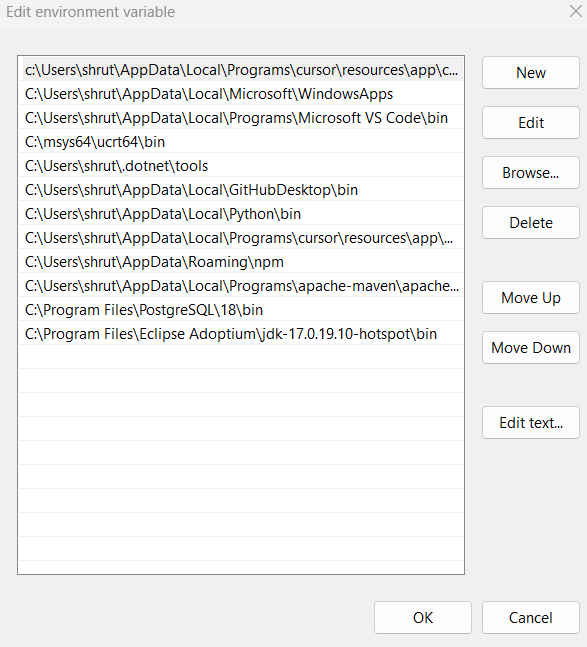 Edit environment variable
c:\Users\shrut\AppData\Local\Programs\cursor\resources\app\c...
C:\Users\shrut\AppData\Local\Microsoft\WindowsApps
C:\Users\shrut\AppData\Local\Programs\Microsoft VS Code\bin
C:\msys64\ucrt64\bin
C:\Users\shrut\.dotnet\tools
C:\Users\shrut\AppData\Local\GitHubDesktop\bin
C:\Users\shrut\AppData\Local\Python\bin
C:\Users\shrut\AppData\Local\Programs\cursor\resources\app\...
C:\Users\shrut\AppData\Roaming\npm
C:\Users\shrut\AppData\Local\Programs\apache-maven\apache...
C:\Program Files\PostgreSQL\18\bin
C:\Program Files\Eclipse Adoptium\jdk-17.0.19.10-hotspot\bin
New
Edit
Browse...
Delete
Move Up
Move Down
Edit text...
OK
Cancel